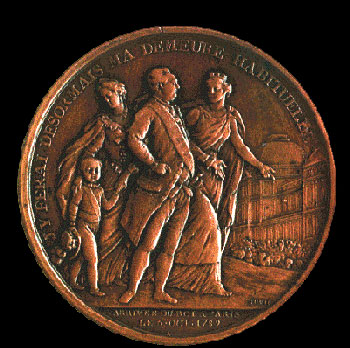 J'Y FERAI DESORMAIS MA DEMEURE HABITUELLE.
ARRIVEE DU ROI A PARIS
LE 6 OCT. 1789